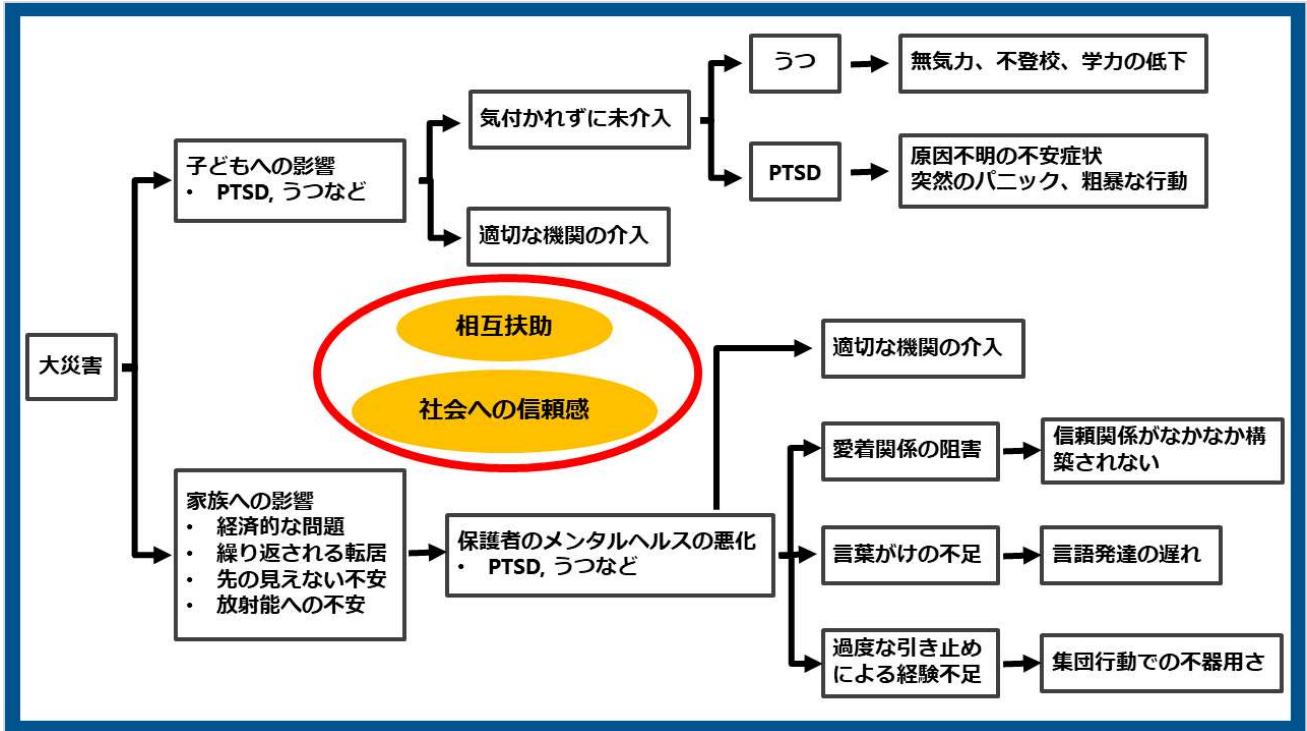 大災害
子どもへの影響
・ PTSD, うつなど
気付かれずに未介入
うつ
無気力、不登校、学力の低下
PTSD
原因不明の不安症状
突然のパニック、粗暴な行動
適切な機関の介入
相互扶助
社会への信頼感
家族への影響
・ 経済的な問題
・ 繰り返される転居
・ 先の見えない不安
・ 放射能への不安
保護者のメンタルヘルスの悪化
・ PTSD, うつなど
適切な機関の介入
愛着関係の阻害
信頼関係がなかなか構
築されない
言葉がけの不足
言語発達の遅れ
過度な引き止め
による経験不足
集団行動での不器用さ